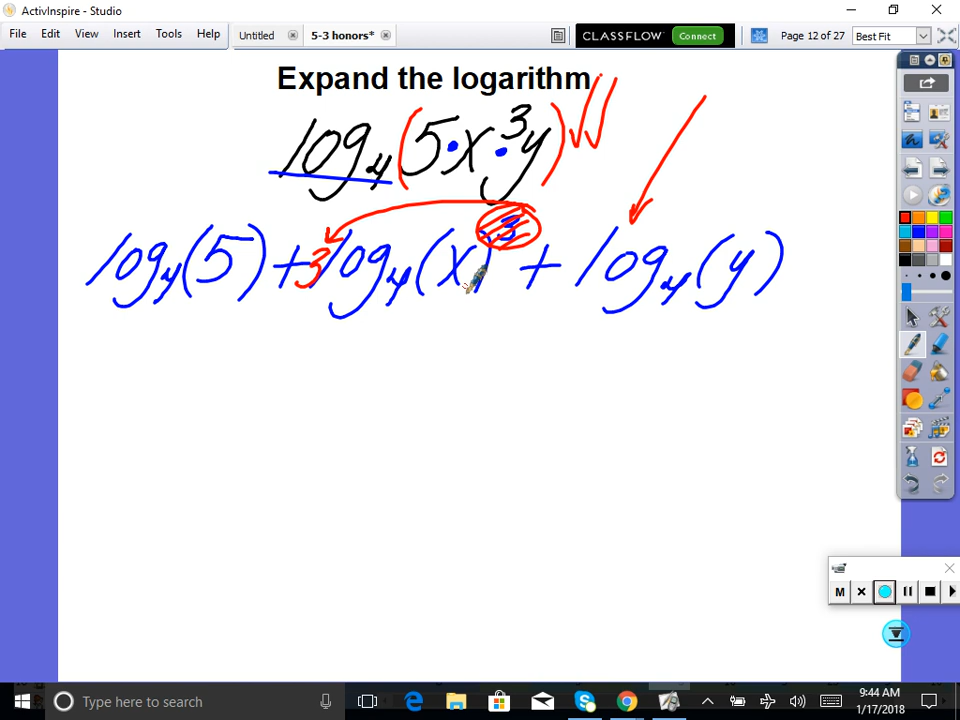 ActivInspire - Studio
File Edit View Insert Tools Help Untitled 5-3 honors* CLASSFLOW Connect Page 12 of 27 Best Fit
Expand the logarithm
log₄(5·x³·y)
log₄(5) + 3log₄(x)³ + log₄(y)
M
Type here to search
9:44 AM
1/17/2018